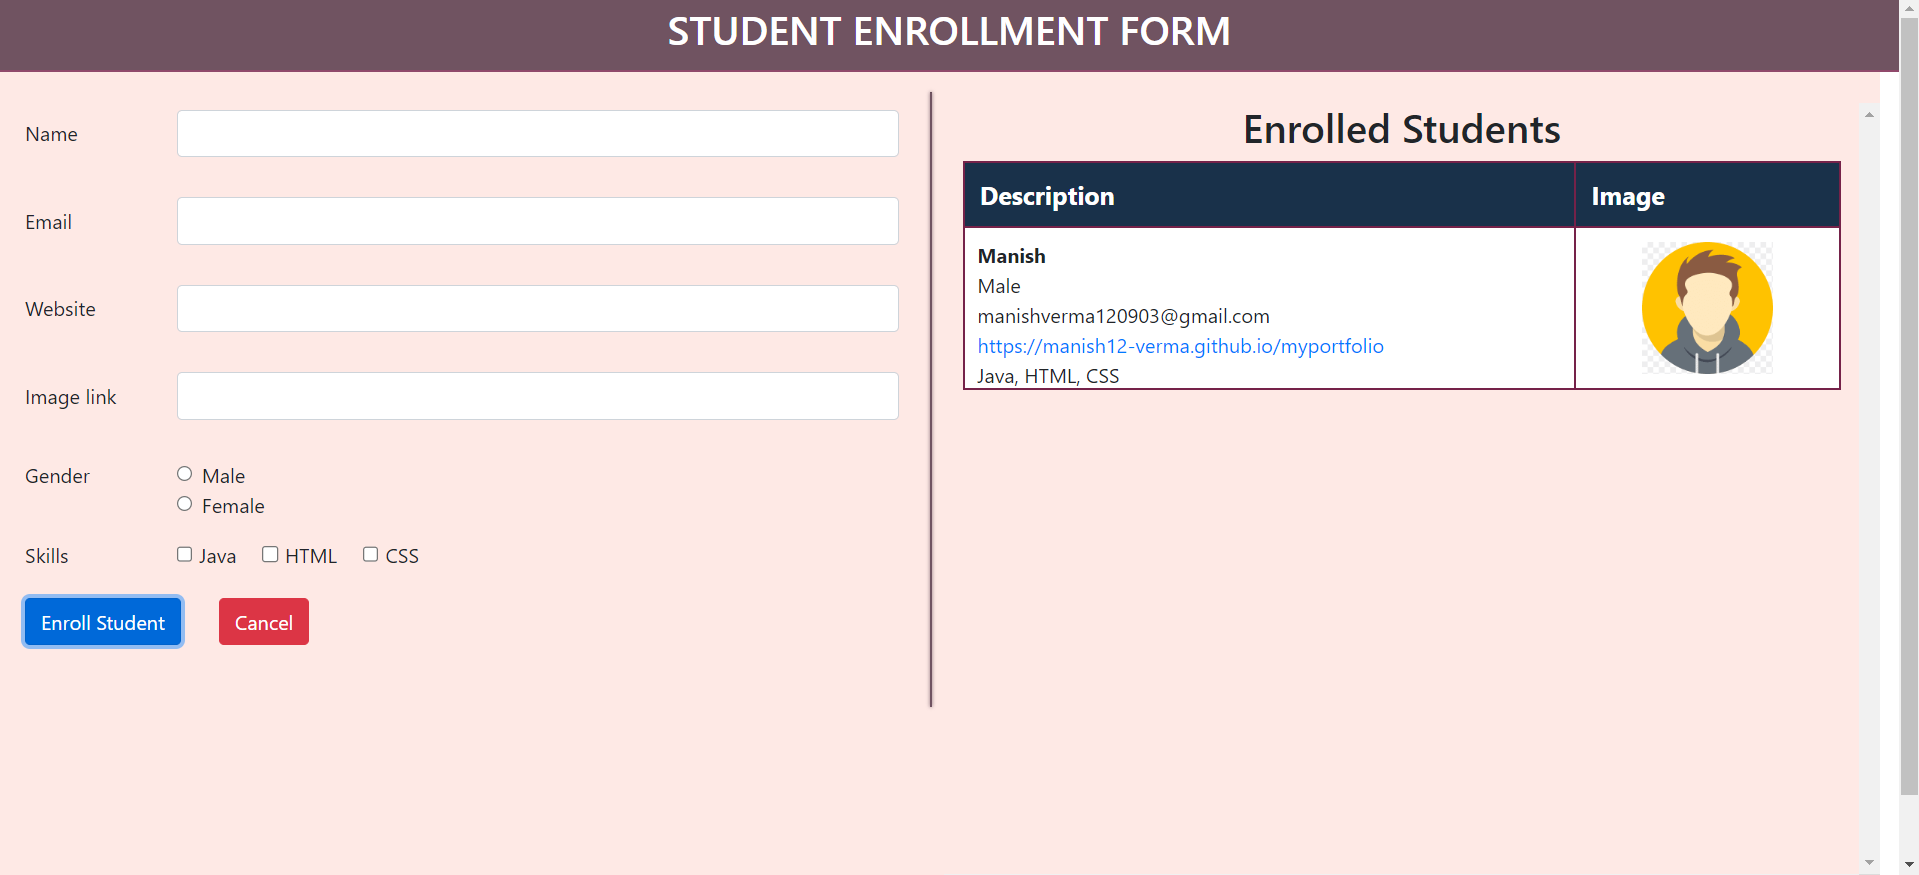 STUDENT ENROLLMENT FORM
Name
Email
Website
Image link
Gender
Male
Female
Skills
Java
HTML
CSS
Enroll Student
Cancel
Enrolled Students
Description
Image
Manish
Male
manishverma120903@gmail.com
https://manish12-verma.github.io/myportfolio
Java, HTML, CSS